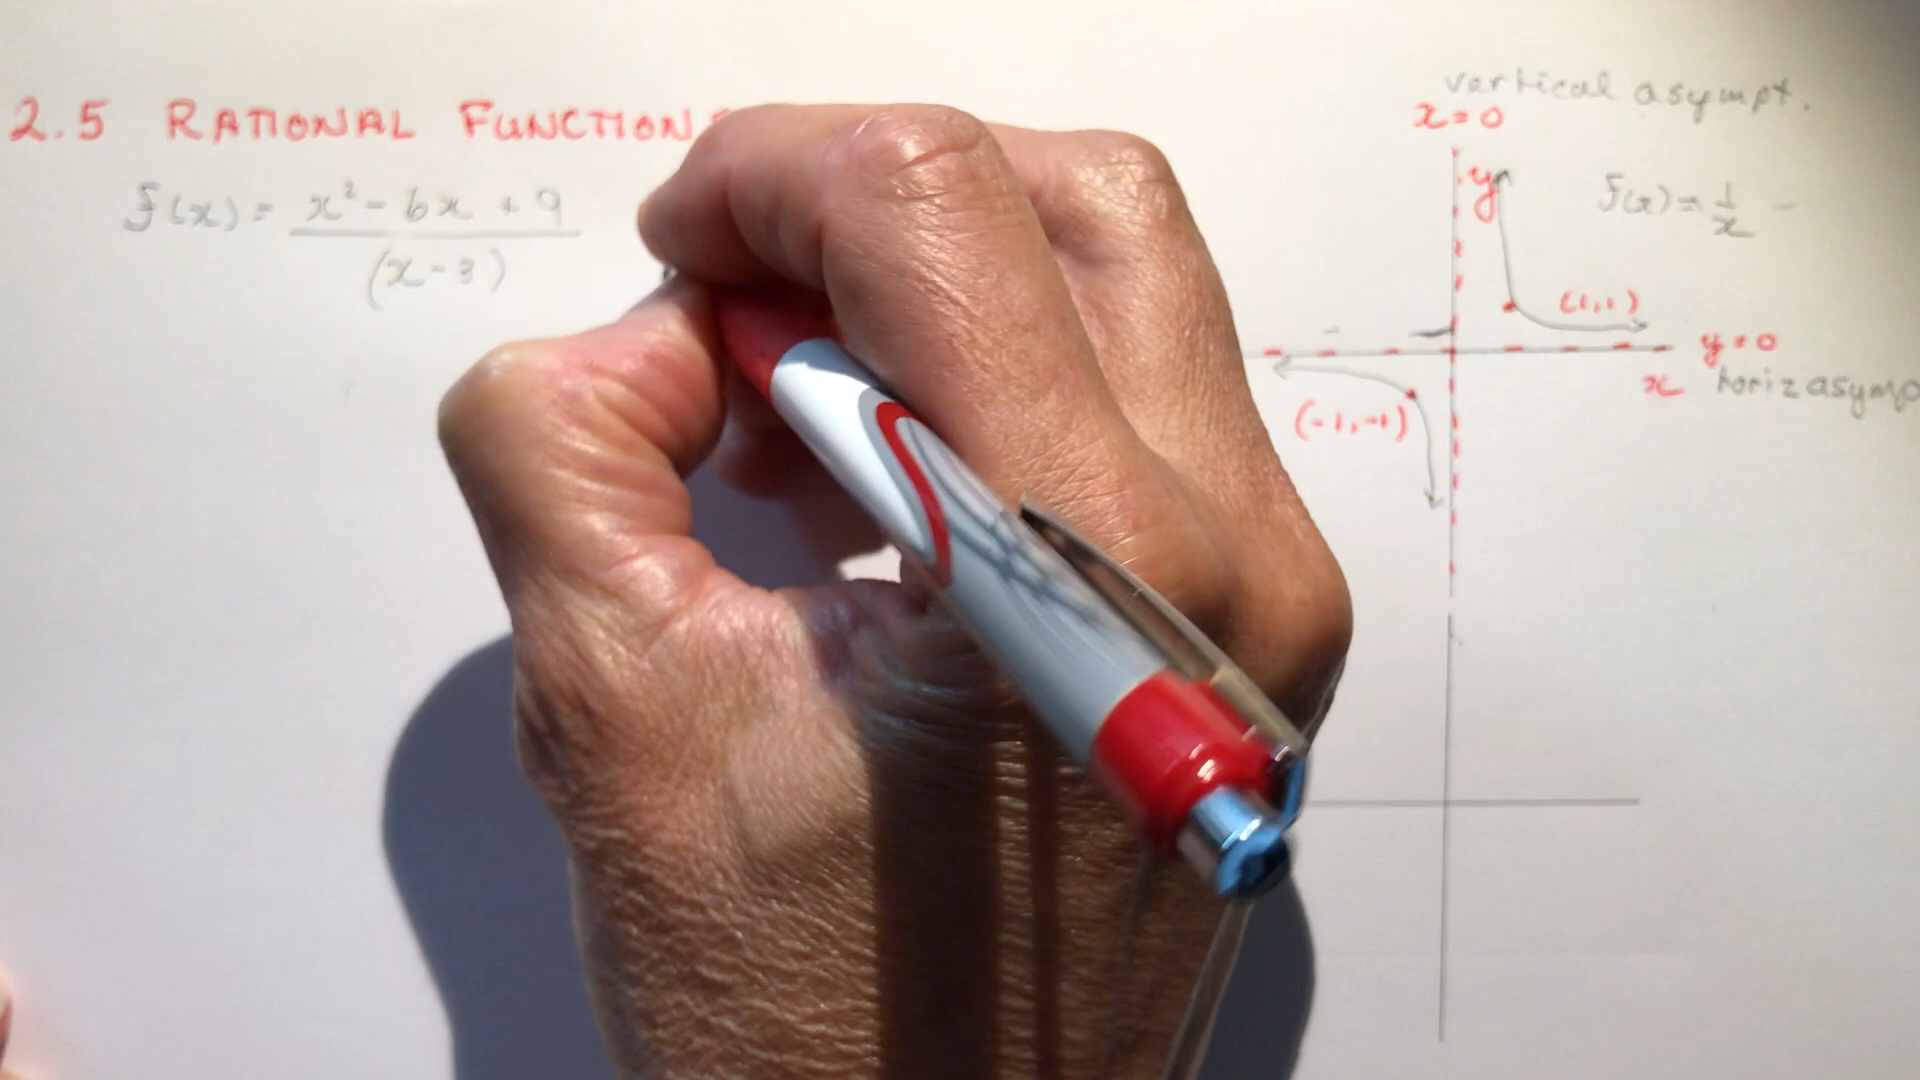 2.5 RATIONAL FUNCTION
f(x) = x² - 6x + 9
(x - 3)
vertical asympt.
x = 0
y
f(x) = 1/x
(1,1)
y = 0
x horiz asymp
(-1,-1)